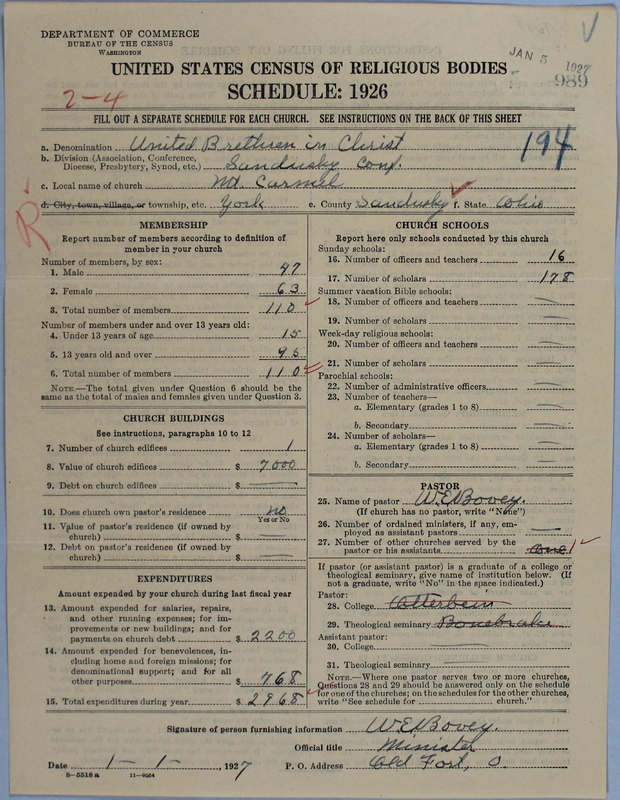 DEPARTMENT OF COMMERCE
BUREAU OF THE CENSUS
WASHINGTON
JAN 5 1927
989
UNITED STATES CENSUS OF RELIGIOUS BODIES
SCHEDULE: 1926
2-4
FILL OUT A SEPARATE SCHEDULE FOR EACH CHURCH. SEE INSTRUCTIONS ON THE BACK OF THIS SHEET
194
a. Denomination United Brethren in Christ
b. Division (Association, Conference, Diocese, Presbytery, Synod, etc.) Sandusky Conf.
c. Local name of church Mt. Carmel
d. City, town, village, or township, etc. York e. County Sandusky f. State Ohio
R
MEMBERSHIP
Report number of members according to definition of
member in your church
Number of members, by sex:
1. Male 47
2. Female 63
3. Total number of members 110
Number of members under and over 13 years old:
4. Under 13 years of age 15
5. 13 years old and over 95
6. Total number of members 110
NOTE.—The total given under Question 6 should be the
same as the total of males and females given under Question 3.
CHURCH BUILDINGS
See instructions, paragraphs 10 to 12
7. Number of church edifices 1
8. Value of church edifices $ 7000
9. Debt on church edifices $
10. Does church own pastor's residence no
Yes or No
11. Value of pastor's residence (if owned by
church) $
12. Debt on pastor's residence (if owned by
church) $
EXPENDITURES
Amount expended by your church during last fiscal year
13. Amount expended for salaries, repairs,
and other running expenses; for im-
provements or new buildings; and for
payments on church debt $ 2200
14. Amount expended for benevolences, in-
cluding home and foreign missions; for
denominational support; and for all
other purposes $ 768
15. Total expenditures during year $ 2968
CHURCH SCHOOLS
Report here only schools conducted by this church
Sunday schools:
16. Number of officers and teachers 16
17. Number of scholars 178
Summer vacation Bible schools:
18. Number of officers and teachers
19. Number of scholars
Week-day religious schools:
20. Number of officers and teachers
21. Number of scholars
Parochial schools:
22. Number of administrative officers
23. Number of teachers—
a. Elementary (grades 1 to 8)
b. Secondary
24. Number of scholars—
a. Elementary (grades 1 to 8)
b. Secondary
PASTOR
25. Name of pastor W.E. Bovey.
(If church has no pastor, write "None")
26. Number of ordained ministers, if any, em-
ployed as assistant pastors
27. Number of other churches served by the
pastor or his assistants one 1
If pastor (or assistant pastor) is a graduate of a college or
theological seminary, give name of institution below. (If
not a graduate, write "No" in the space indicated.)
Pastor:
28. College Otterbein
29. Theological seminary Bonebrake
Assistant pastor:
30. College
31. Theological seminary
NOTE.—Where one pastor serves two or more churches,
Questions 28 and 29 should be answered only on the schedule
for one of the churches; on the schedules for the other churches,
write "See schedule for ........ church."
Signature of person furnishing information W.E. Bovey.
Official title Minister
Date 1-1-, 1927 P. O. Address Old Fort, O.
8-5518 a 11-9034